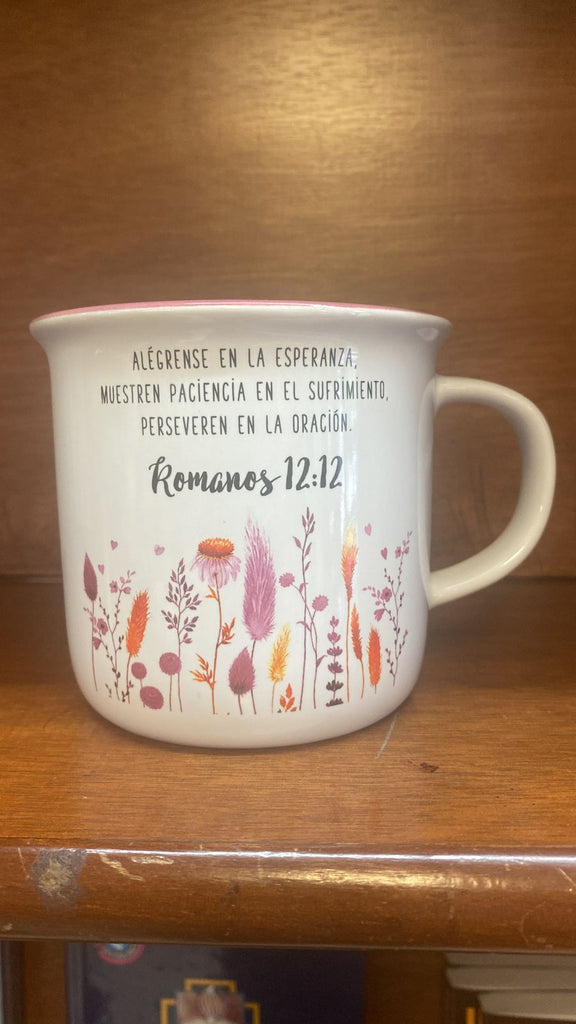 ALÉGRENSE EN LA ESPERANZA,
MUESTREN PACIENCIA EN EL SUFRIMIENTO,
PERSEVEREN EN LA ORACIÓN.
Romanos 12:12